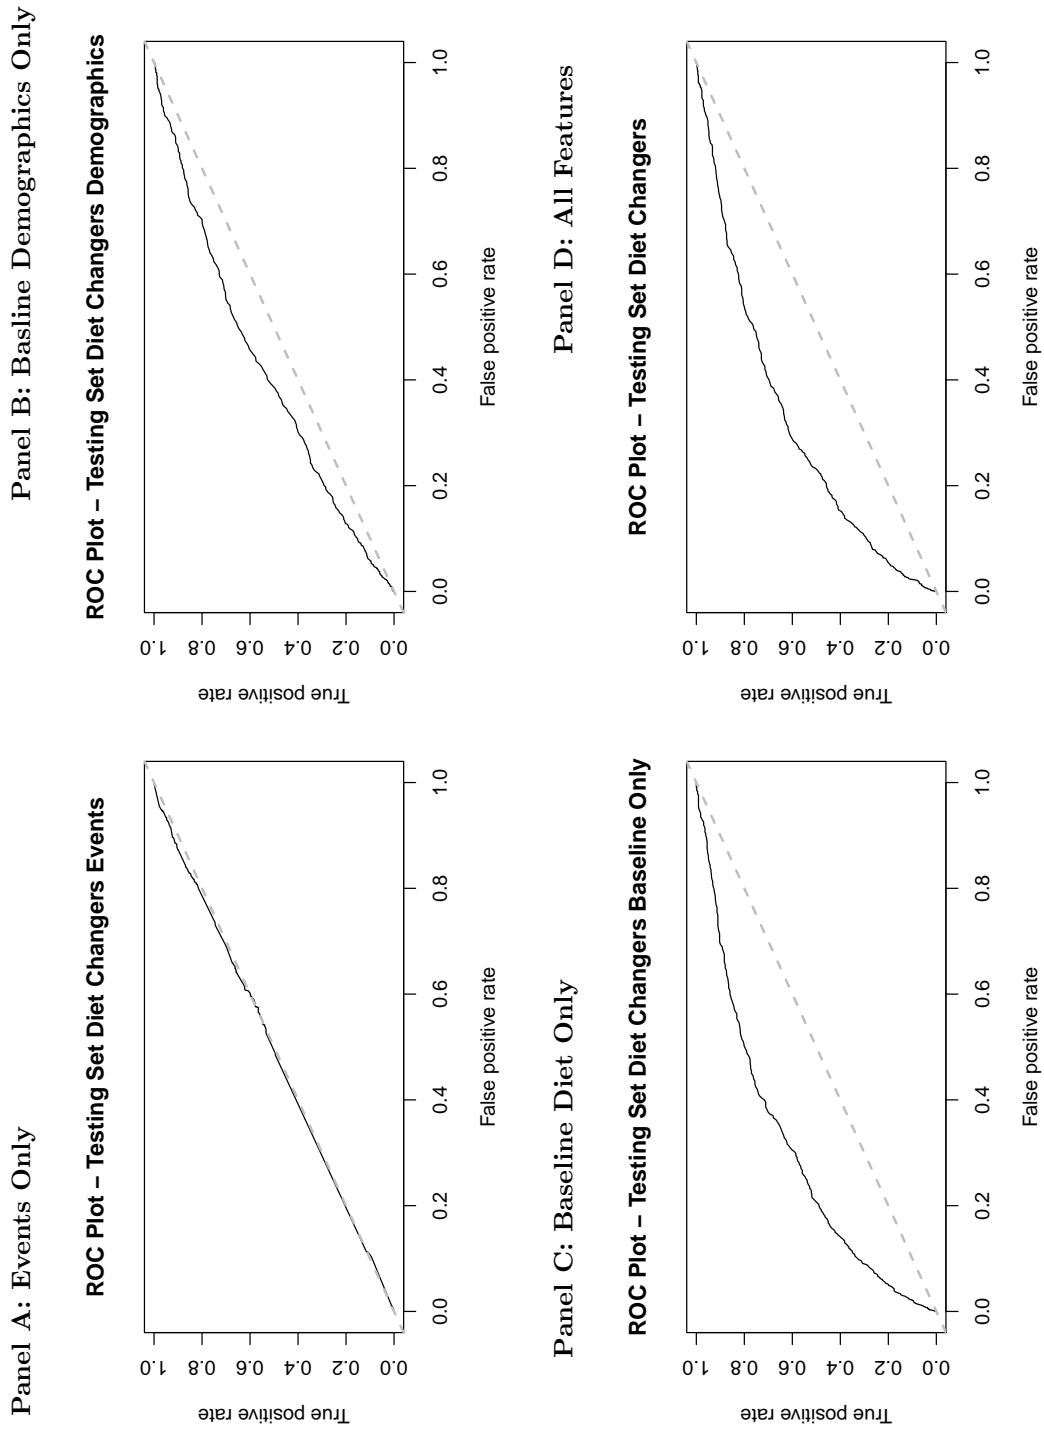 Panel A: Events Only
ROC Plot – Testing Set Diet Changers Events
True positive rate
1.0
0.8
0.6
0.4
0.2
0.0
0.0 0.2 0.4 0.6 0.8 1.0
False positive rate
Panel B: Basline Demographics Only
ROC Plot – Testing Set Diet Changers Demographics
True positive rate
1.0
0.8
0.6
0.4
0.2
0.0
0.0 0.2 0.4 0.6 0.8 1.0
False positive rate
Panel C: Baseline Diet Only
ROC Plot – Testing Set Diet Changers Baseline Only
True positive rate
1.0
0.8
0.6
0.4
0.2
0.0
0.0 0.2 0.4 0.6 0.8 1.0
False positive rate
Panel D: All Features
ROC Plot – Testing Set Diet Changers
True positive rate
1.0
0.8
0.6
0.4
0.2
0.0
0.0 0.2 0.4 0.6 0.8 1.0
False positive rate